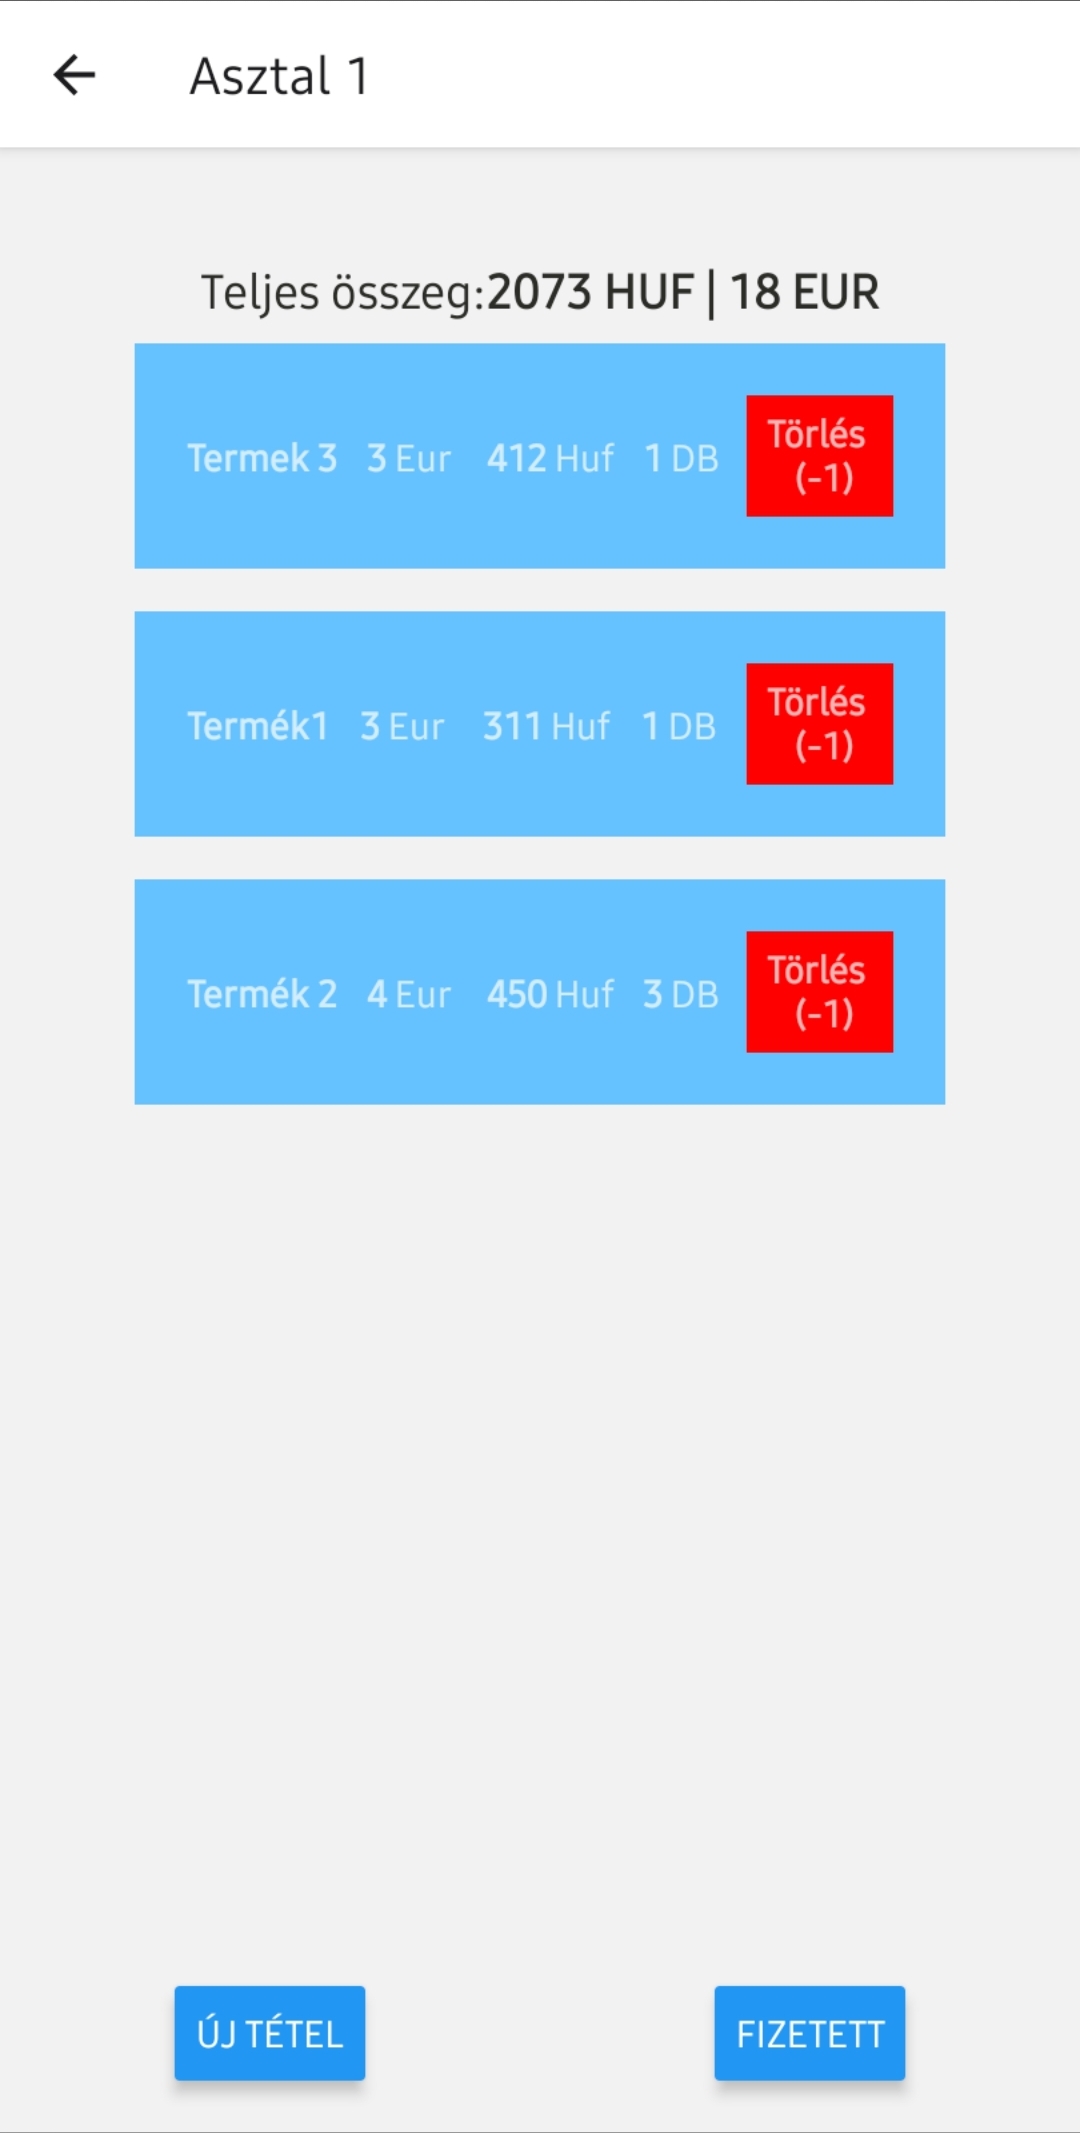 Asztal 1
Teljes összeg:2073 HUF | 18 EUR
Termek 3 3 Eur 412 Huf 1 DB
Törlés
(-1)
Termék1 3 Eur 311 Huf 1 DB
Törlés
(-1)
Termék 2 4 Eur 450 Huf 3 DB
Törlés
(-1)
ÚJ TÉTEL
FIZETETT